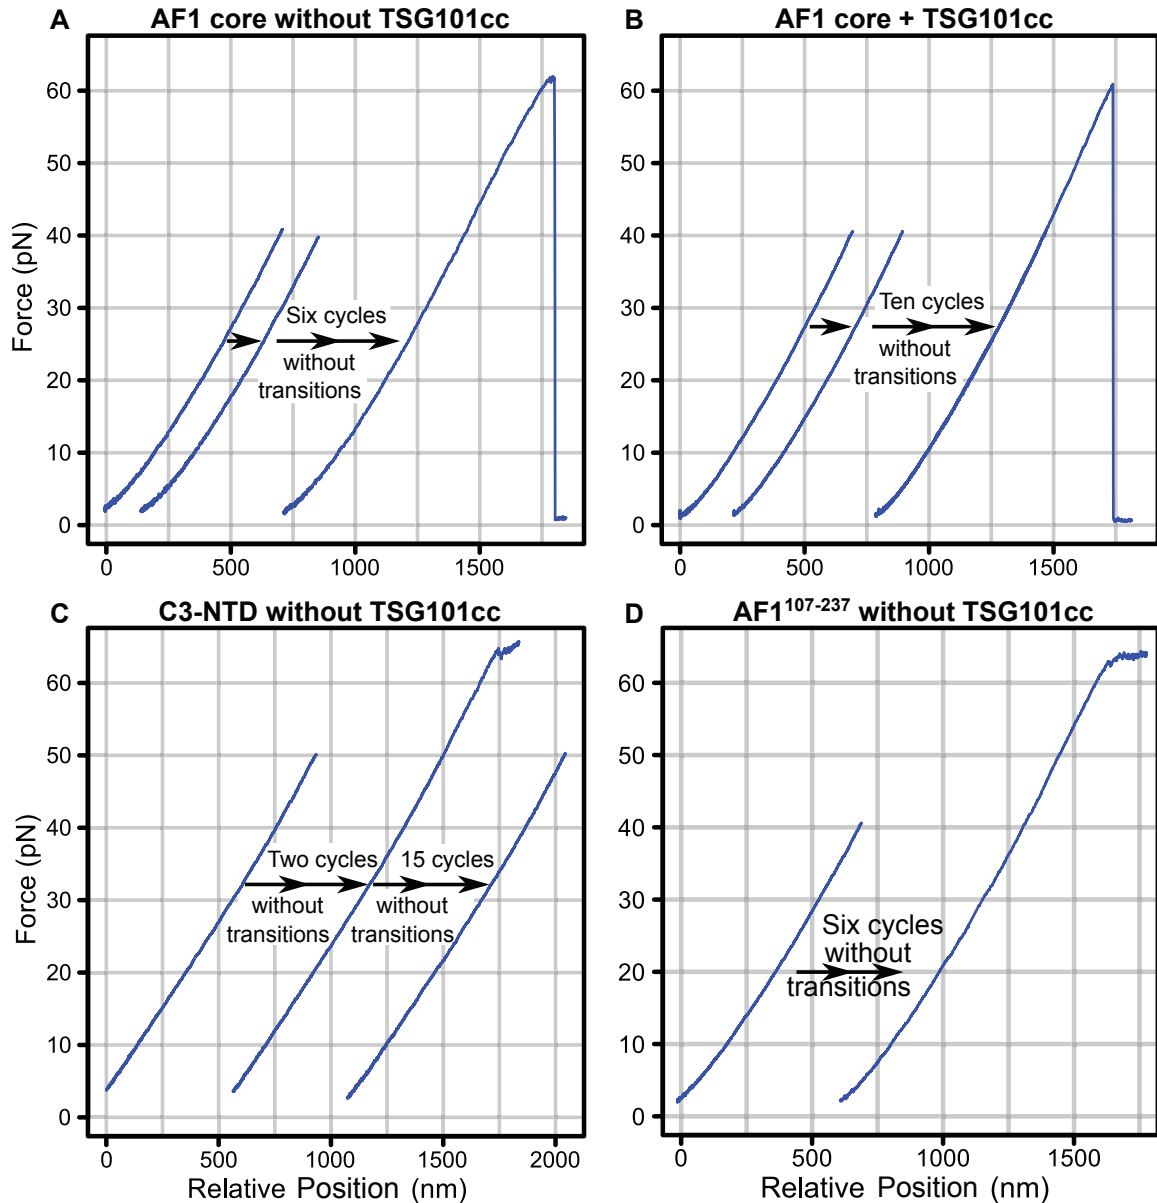 A AF1 core without TSG101cc
60
50
40
30
20
10
0
Force (pN)
Six cycles
without
transitions
0 500 1000 1500
B AF1 core + TSG101cc
60
50
40
30
20
10
0
Ten cycles
without
transitions
0 500 1000 1500
C C3-NTD without TSG101cc
60
50
40
30
20
10
0
Force (pN)
Two cycles
without
transitions
15 cycles
without
transitions
0 500 1000 1500 2000
Relative Position (nm)
D AF1¹⁰⁷⁻²³⁷ without TSG101cc
60
50
40
30
20
10
0
Six cycles
without
transitions
0 500 1000 1500
Relative Position (nm)